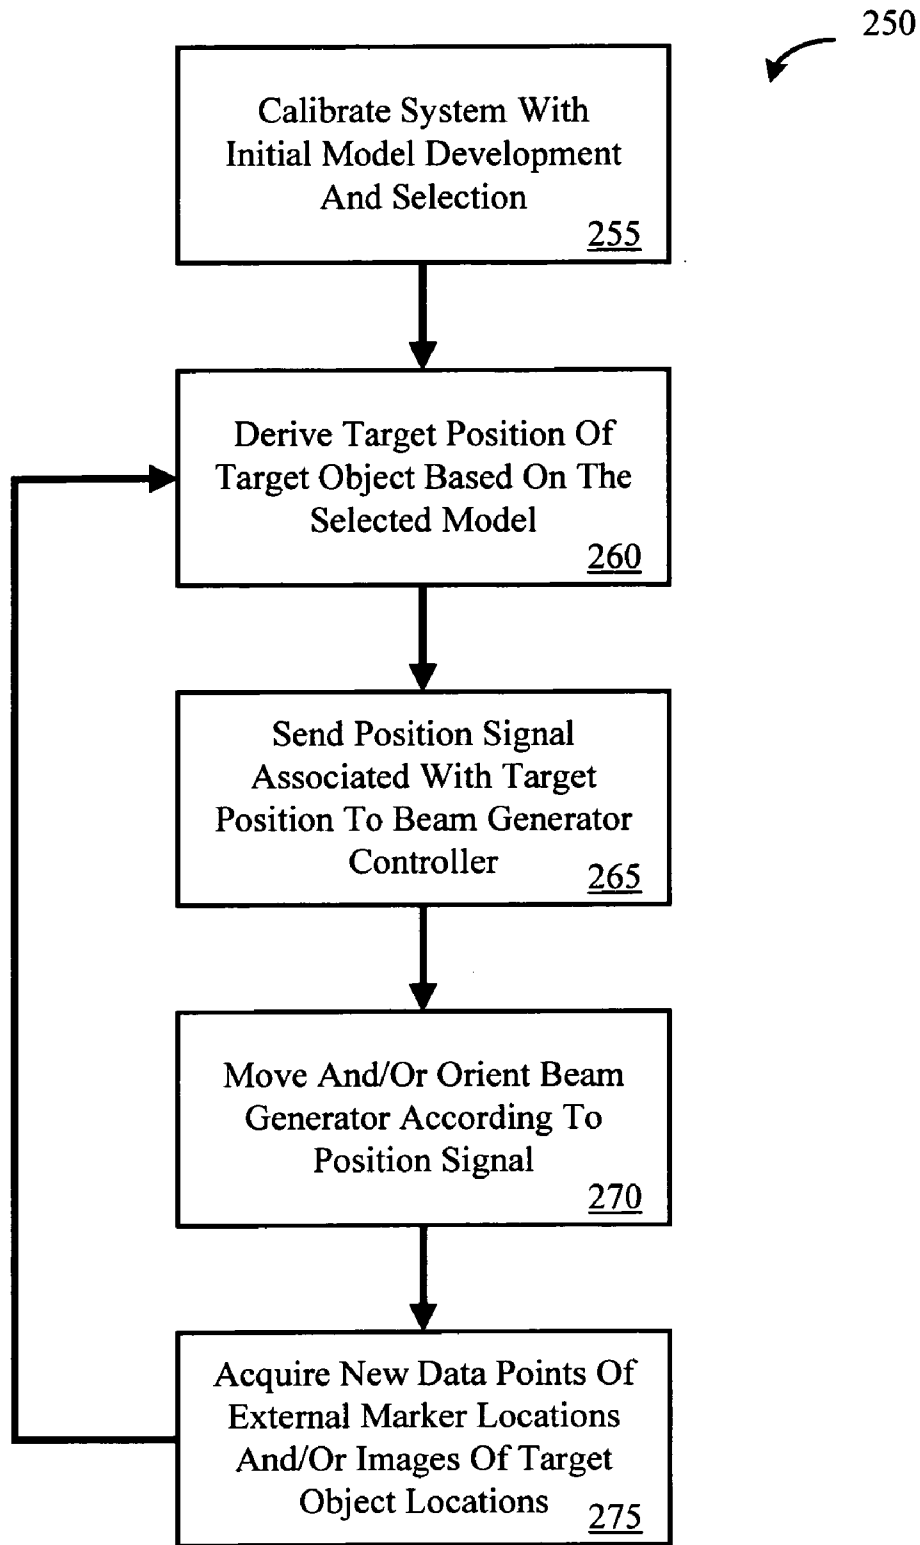 250
Calibrate System With
Initial Model Development
And Selection
255
Derive Target Position Of
Target Object Based On The
Selected Model
260
Send Position Signal
Associated With Target
Position To Beam Generator
Controller
265
Move And/Or Orient Beam
Generator According To
Position Signal
270
Acquire New Data Points Of
External Marker Locations
And/Or Images Of Target
Object Locations
275